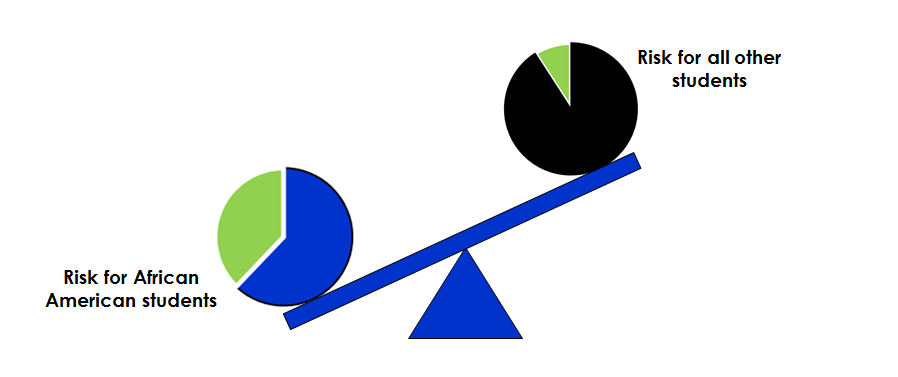 Risk for all other
students
Risk for African
American students